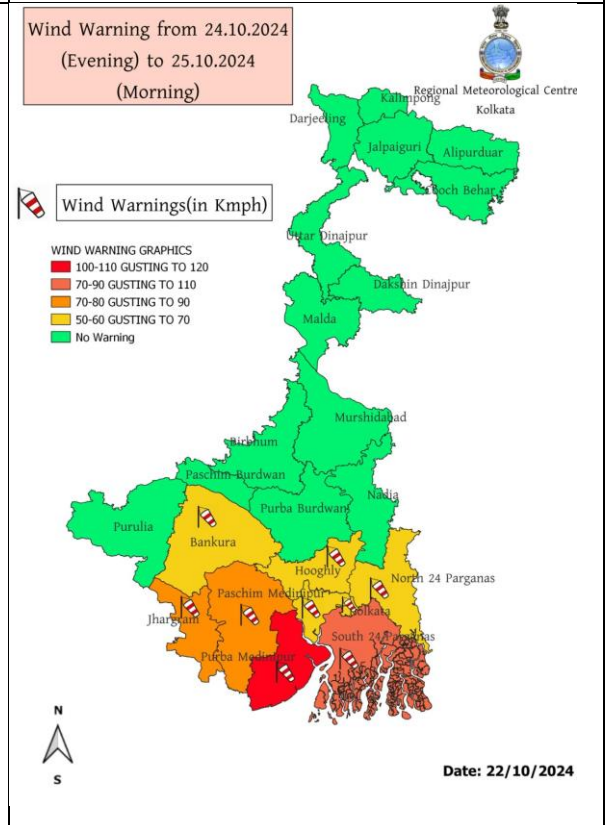 Wind Warning from 24.10.2024
(Evening) to 25.10.2024
(Morning)
Regional Meteorological Centre
Kolkata
Kalimpong
Darjeeling
Jalpaiguri
Alipurduar
Cooch Behar
Wind Warnings(in Kmph)
Uttar Dinajpur
WIND WARNING GRAPHICS
100-110 GUSTING TO 120
70-90 GUSTING TO 110
70-80 GUSTING TO 90
50-60 GUSTING TO 70
No Warning
Dakshin Dinajpur
Malda
Murshidabad
Birbhum
Paschim Burdwan
Nadia
Purba Burdwan
Purulia
Bankura
Hooghly
North 24 Parganas
Paschim Medinipur
Kolkara
Jhargram
South 24 Parganas
Purba Medinipur
N
S
Date: 22/10/2024